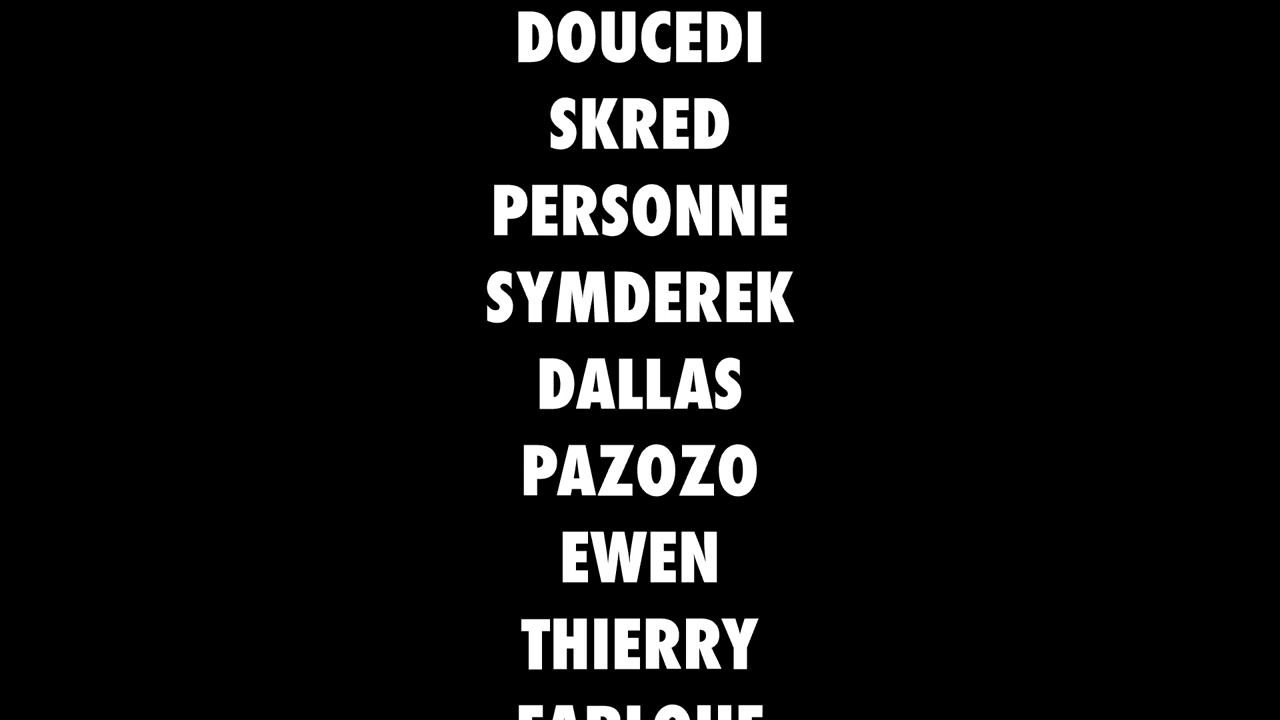 DOUCEDI
SKRED
PERSONNE
SYMDEREK
DALLAS
PAZOZO
EWEN
THIERRY